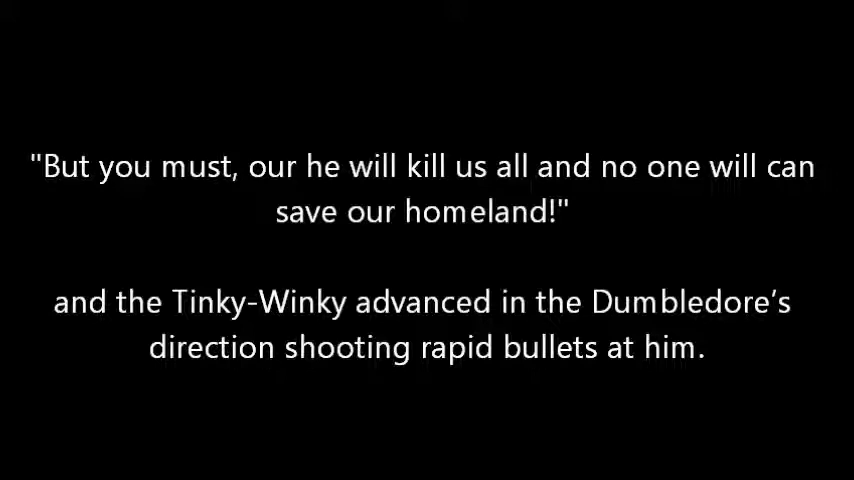 "But you must, our he will kill us all and no one will can
save our homeland!"
and the Tinky-Winky advanced in the Dumbledore’s
direction shooting rapid bullets at him.